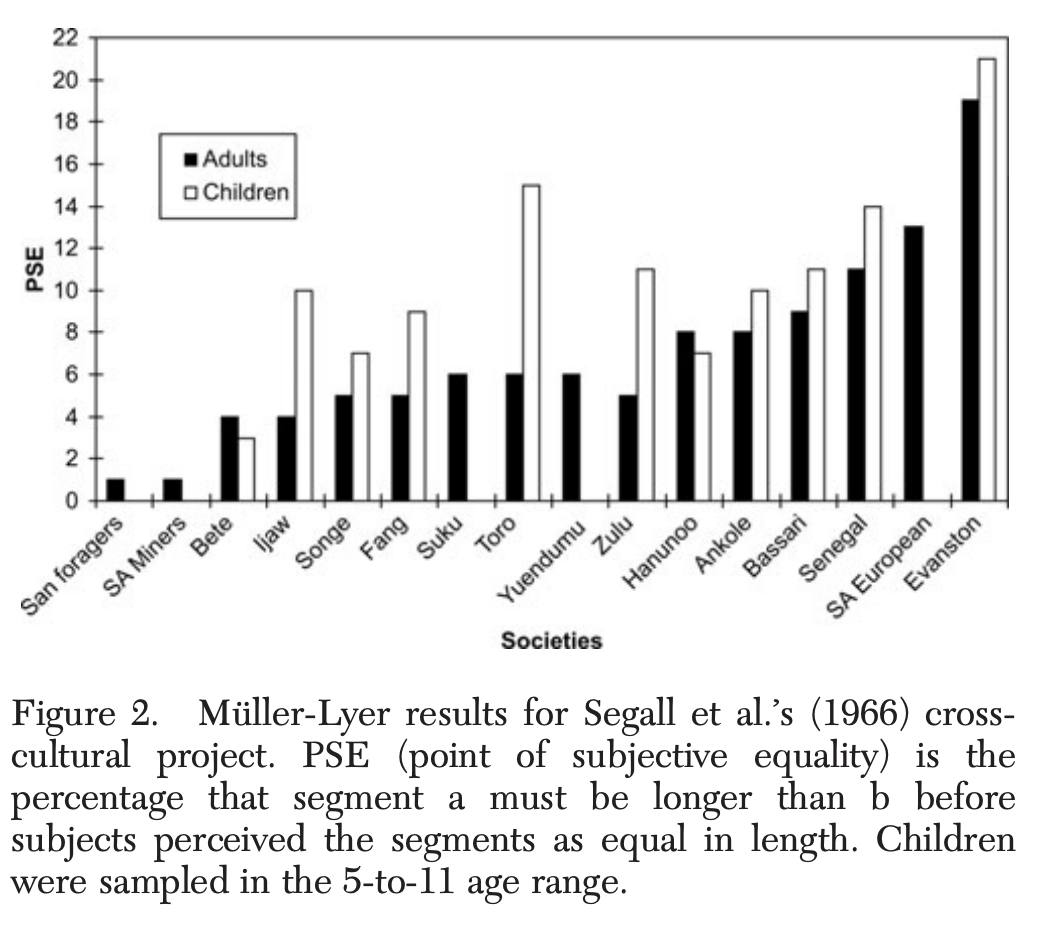 22
20
18
16
14
12
10
8
6
4
2
0
PSE
Adults
Children
San foragers
SA Miners
Bete
Ijaw
Songe
Fang
Suku
Toro
Yuendumu
Zulu
Hanunoo
Ankole
Bassari
Senegal
SA European
Evanston
Societies
Figure 2. Müller-Lyer results for Segall et al.’s (1966) cross-
cultural project. PSE (point of subjective equality) is the
percentage that segment a must be longer than b before
subjects perceived the segments as equal in length. Children
were sampled in the 5-to-11 age range.